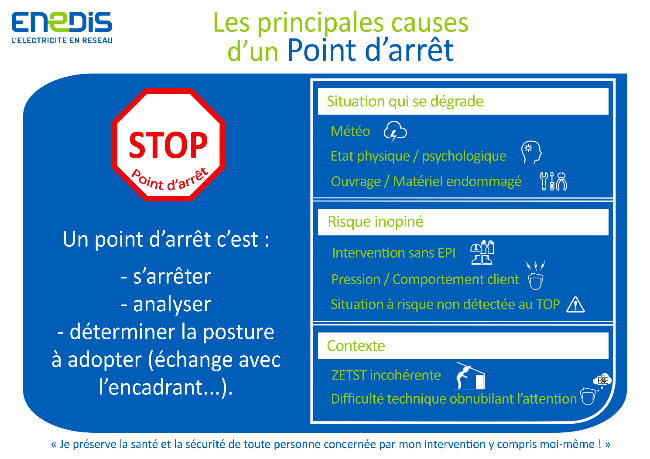 ENEDIS
L'ELECTRICITE EN RESEAU
Les principales causes
d'un Point d'arrêt
STOP
Point d'arrêt
Un point d'arrêt c'est :
- s'arrêter
- analyser
- déterminer la posture
à adopter (échange avec
l'encadrant...).
Situation qui se dégrade
Météo
Etat physique / psychologique
Ouvrage / Matériel endommagé
Risque inopiné
Intervention sans EPI
Pression / Comportement client
Situation à risque non détectée au TOP
Contexte
ZETST incohérente
Difficulté technique obnubilant l'attention
« Je préserve la santé et la sécurité de toute personne concernée par mon intervention y compris moi-même ! »